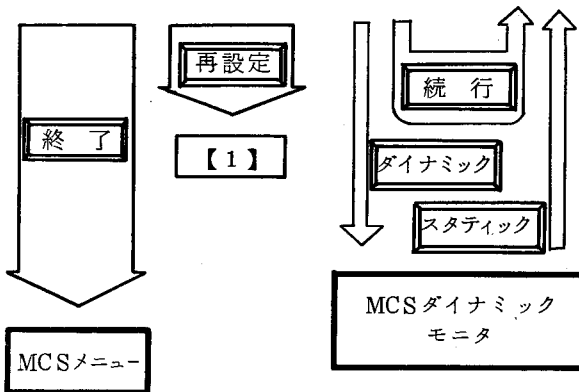 再設定
続 行
終 了
【1】
ダイナミック
スタティック
MCSダイナミック
モニタ
MCSメニュー